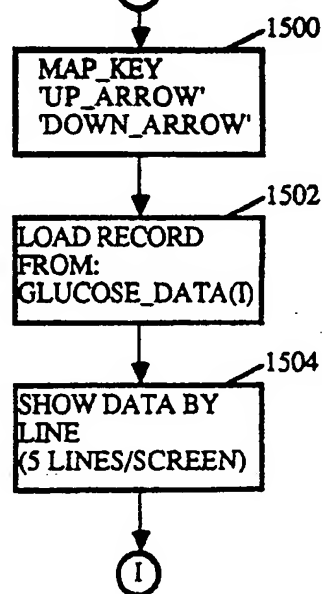 1500
MAP_KEY
'UP_ARROW'
'DOWN_ARROW'
1502
LOAD RECORD
FROM:
GLUCOSE_DATA(I)
1504
SHOW DATA BY
LINE
(5 LINES/SCREEN)
I